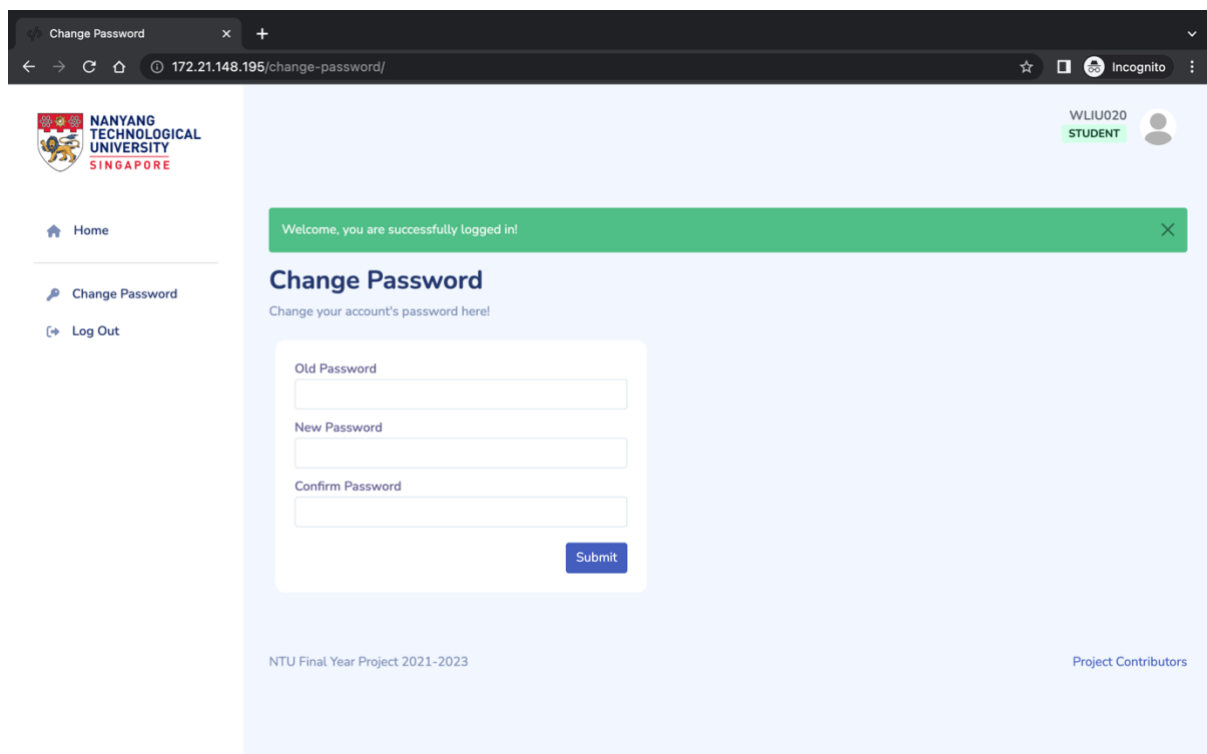 Change Password
172.21.148.195/change-password/
Incognito
NANYANG
TECHNOLOGICAL
UNIVERSITY
SINGAPORE
WLIU020
STUDENT
Home
Change Password
Log Out
Welcome, you are successfully logged in!
Change Password
Change your account's password here!
Old Password
New Password
Confirm Password
Submit
NTU Final Year Project 2021-2023
Project Contributors